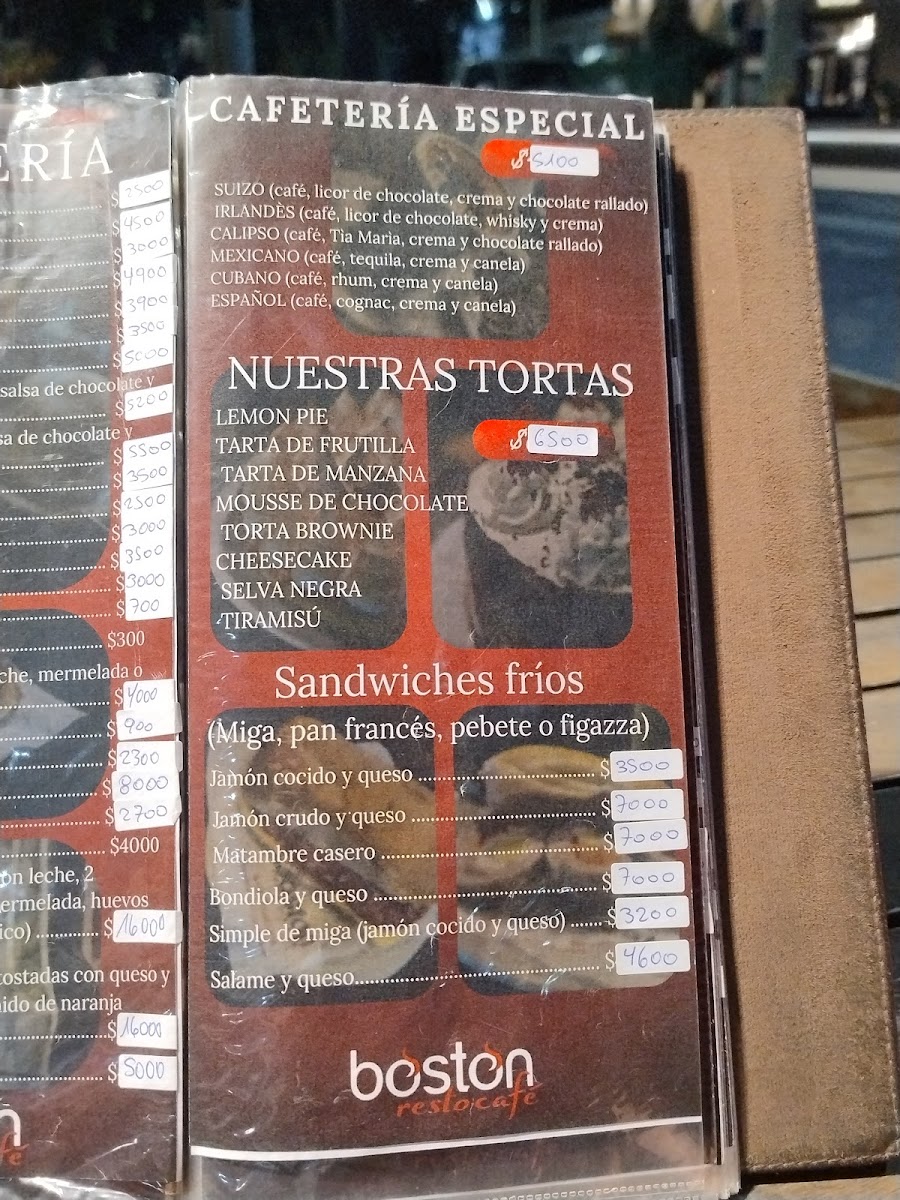 ERÍA
$ 2500
$ 4500
$ 3000
$ 4900
$ 3900
$ 3500
$ 5000
salsa de chocolate y
$ 5200
sa de chocolate y
$ 5500
$ 3500
$ 2500
$ 3000
$ 3500
$ 3000
$ 700
$300
che, mermelada o
$ 4000
$ 900
$ 2300
$ 8000
$ 2700
$4000
on leche, 2
ermelada, huevos
ico) ............ $ 16000
tostadas con queso y
ido de naranja
$ 16000
$ 5000
CAFETERÍA ESPECIAL
$ 5100
SUIZO (café, licor de chocolate, crema y chocolate rallado)
IRLANDÈS (café, licor de chocolate, whisky y crema)
CALIPSO (café, Tia Maria, crema y chocolate rallado)
MEXICANO (café, tequila, crema y canela)
CUBANO (café, rhum, crema y canela)
ESPAÑOL (café, cognac, crema y canela)
NUESTRAS TORTAS
LEMON PIE
$ 6500
TARTA DE FRUTILLA
TARTA DE MANZANA
MOUSSE DE CHOCOLATE
TORTA BROWNIE
CHEESECAKE
SELVA NEGRA
TIRAMISÚ
Sandwiches fríos
(Miga, pan francés, pebete o figazza)
Jamón cocido y queso ................................ $ 3500
Jamón crudo y queso ................................. $ 7000
Matambre casero ....................................... $ 7000
Bondiola y queso ........................................ $ 7000
Simple de miga (jamón cocido y queso) ...... $ 3200
Salame y queso........................................... $ 4600
boston
restocafé